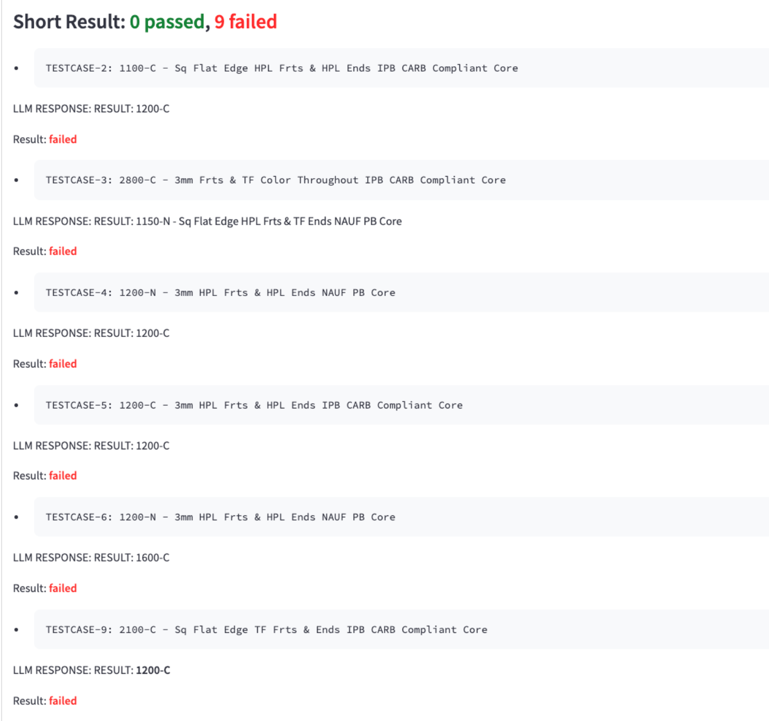 Short Result: 0 passed, 9 failed
• TESTCASE-2: 1100-C - Sq Flat Edge HPL Frts & HPL Ends IPB CARB Compliant Core
LLM RESPONSE: RESULT: 1200-C
Result: failed
• TESTCASE-3: 2800-C - 3mm Frts & TF Color Throughout IPB CARB Compliant Core
LLM RESPONSE: RESULT: 1150-N - Sq Flat Edge HPL Frts & TF Ends NAUF PB Core
Result: failed
• TESTCASE-4: 1200-N - 3mm HPL Frts & HPL Ends NAUF PB Core
LLM RESPONSE: RESULT: 1200-C
Result: failed
• TESTCASE-5: 1200-C - 3mm HPL Frts & HPL Ends IPB CARB Compliant Core
LLM RESPONSE: RESULT: 1200-C
Result: failed
• TESTCASE-6: 1200-N - 3mm HPL Frts & HPL Ends NAUF PB Core
LLM RESPONSE: RESULT: 1600-C
Result: failed
• TESTCASE-9: 2100-C - Sq Flat Edge TF Frts & Ends IPB CARB Compliant Core
LLM RESPONSE: RESULT: 1200-C
Result: failed